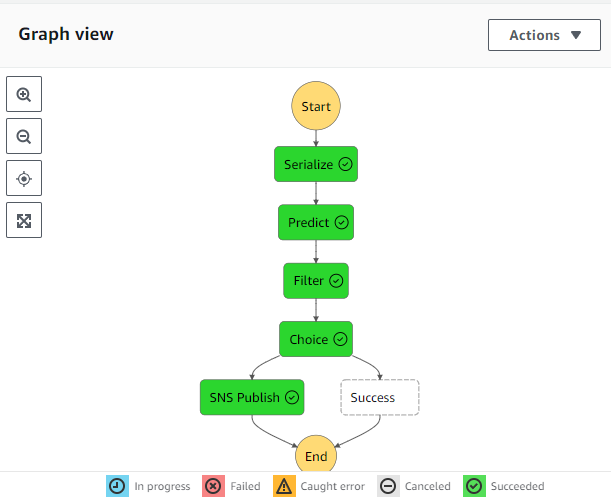 Graph view
Actions
Start
Serialize
Predict
Filter
Choice
SNS Publish
Success
End
In progress
Failed
Caught error
Canceled
Succeeded